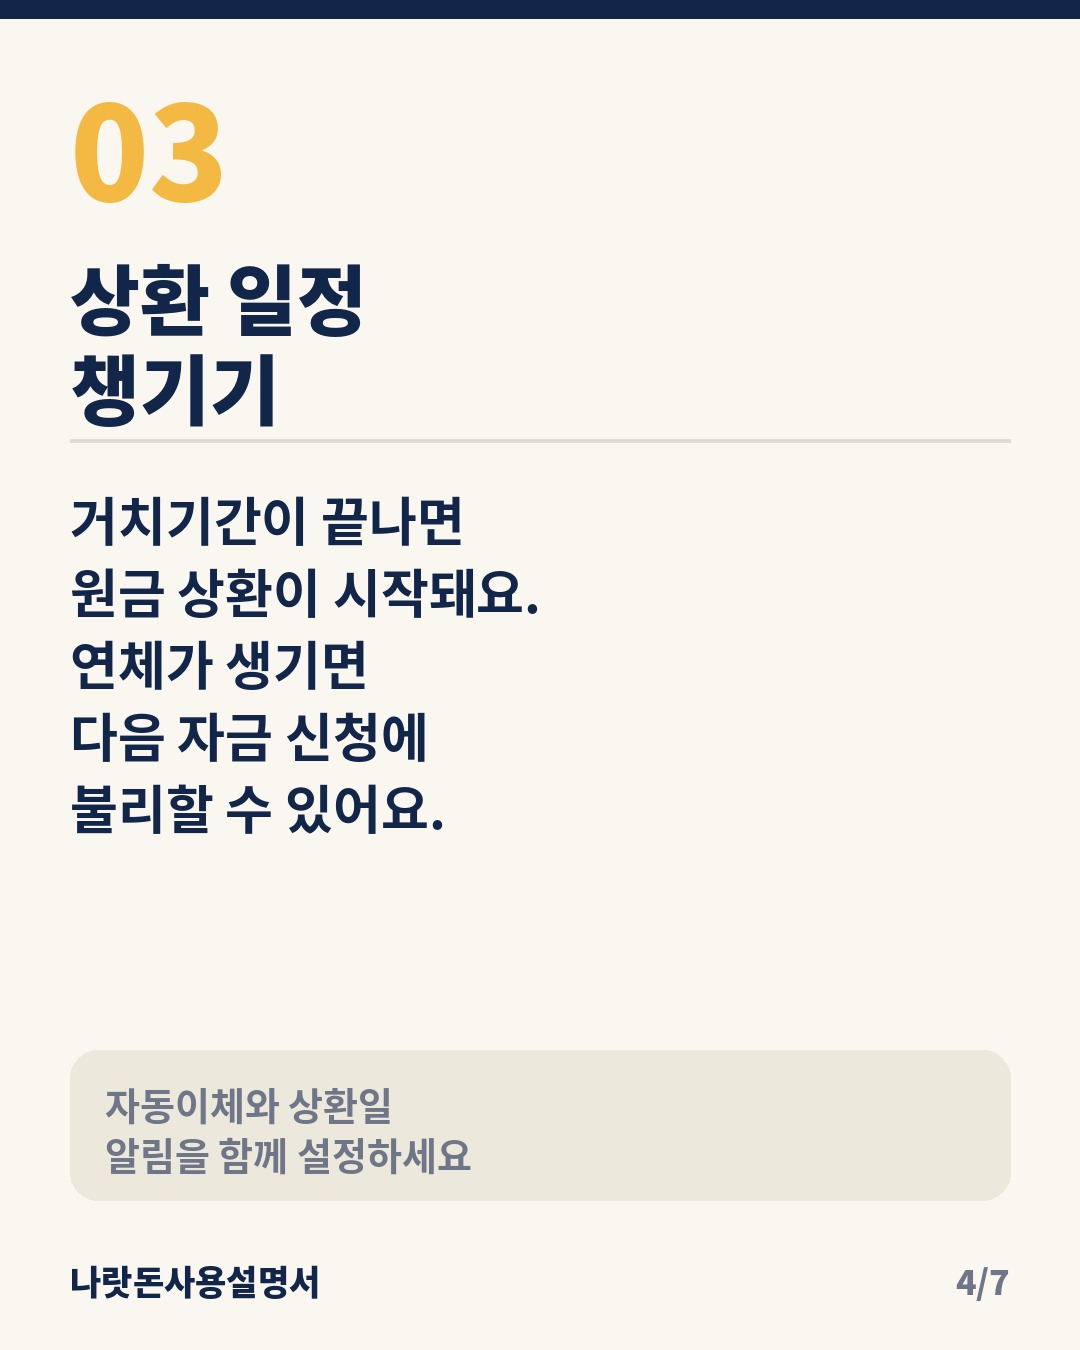 03
상환 일정
챙기기
거치기간이 끝나면
원금 상환이 시작돼요.
연체가 생기면
다음 자금 신청에
불리할 수 있어요.
자동이체와 상환일
알림을 함께 설정하세요
나랏돈사용설명서
4/7